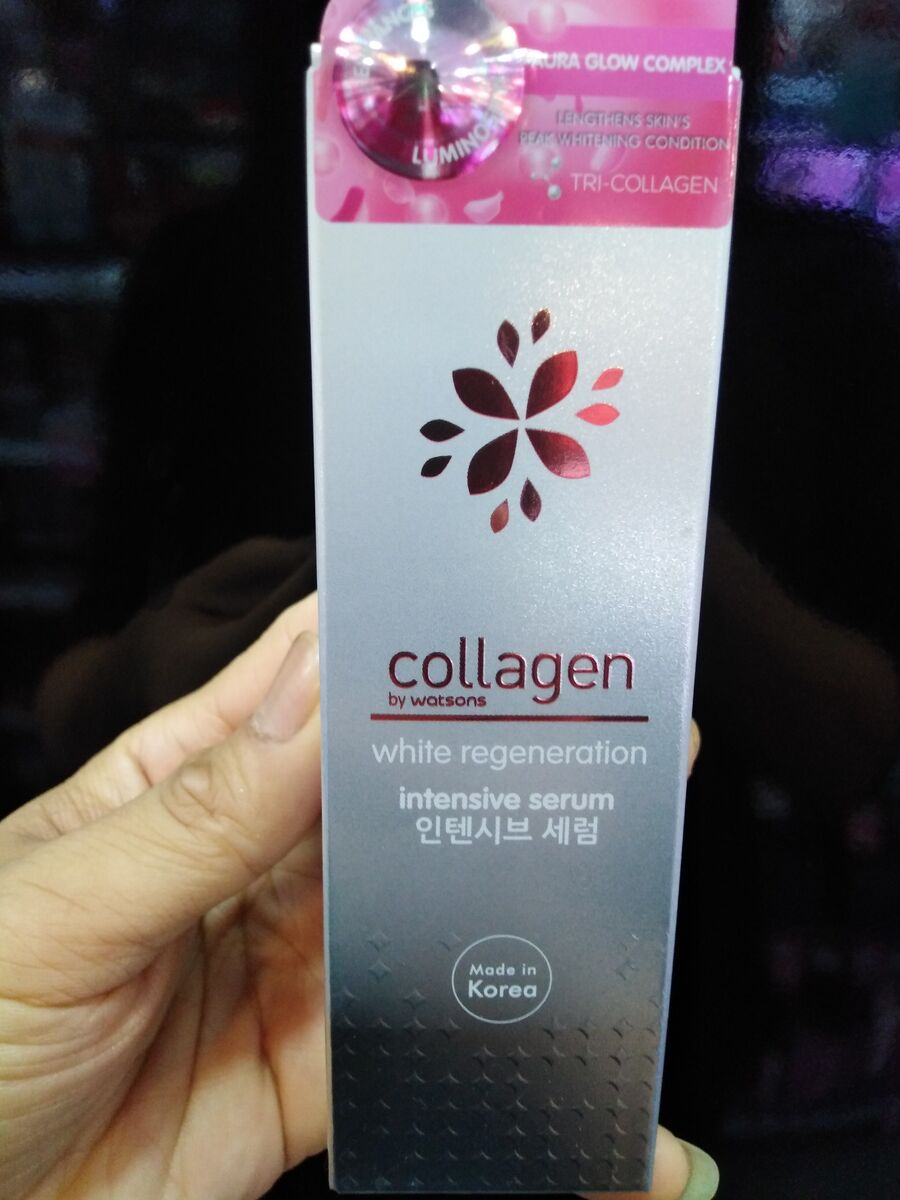 LUMINOS
AURA GLOW COMPLEX
LENGTHENS SKIN'S
PEAK WHITENING CONDITION
TRI-COLLAGEN
collagen
by watsons
white regeneration
intensive serum
인텐시브 세럼
Made in
Korea